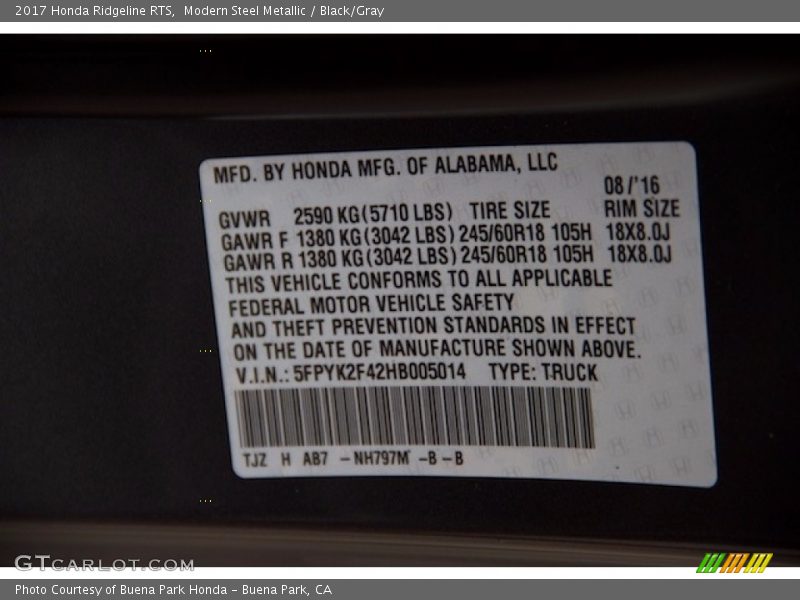 2017 Honda Ridgeline RTS, Modern Steel Metallic / Black/Gray
MFD. BY HONDA MFG. OF ALABAMA, LLC
08/'16
GVWR 2590 KG(5710 LBS) TIRE SIZE RIM SIZE
GAWR F 1380 KG(3042 LBS) 245/60R18 105H 18X8.0J
GAWR R 1380 KG(3042 LBS) 245/60R18 105H 18X8.0J
THIS VEHICLE CONFORMS TO ALL APPLICABLE
FEDERAL MOTOR VEHICLE SAFETY
AND THEFT PREVENTION STANDARDS IN EFFECT
ON THE DATE OF MANUFACTURE SHOWN ABOVE.
V.I.N.: 5FPYK2F42HB005014 TYPE: TRUCK
TJZ H AB7 -NH797M -B -B
GTCARLOT.COM
Photo Courtesy of Buena Park Honda - Buena Park, CA